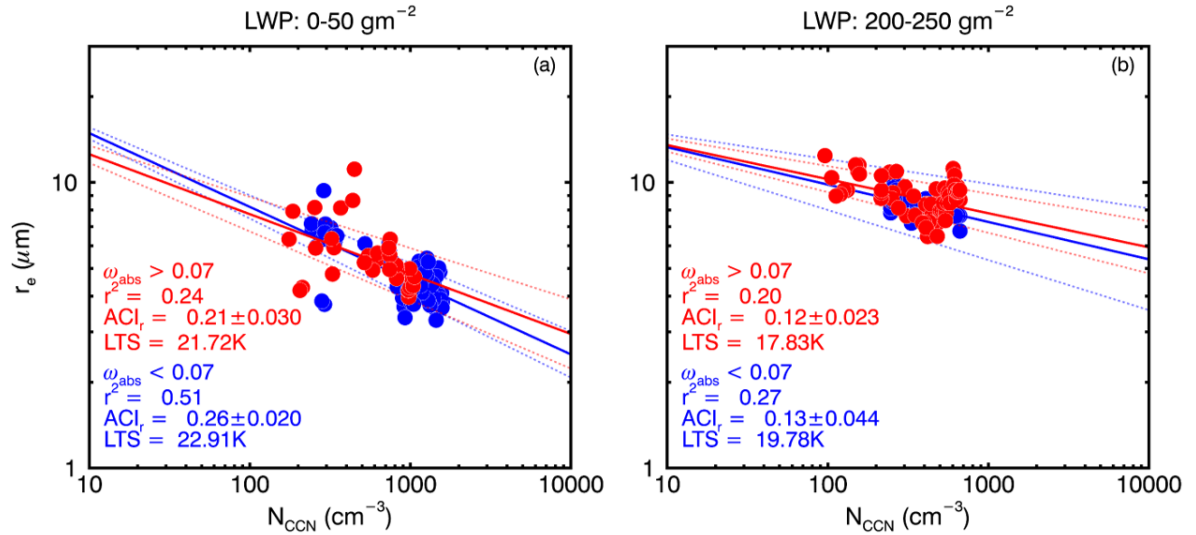 LWP: 0-50 gm⁻²
(a)
10
1
r_e (μm)
ω_abs > 0.07
r² = 0.24
ACI_r = 0.21±0.030
LTS = 21.72K
ω_abs < 0.07
r² = 0.51
ACI_r = 0.26±0.020
LTS = 22.91K
10 100 1000 10000
N_CCN (cm⁻³)
LWP: 200-250 gm⁻²
(b)
10
1
ω_abs > 0.07
r² = 0.20
ACI_r = 0.12±0.023
LTS = 17.83K
ω_abs < 0.07
r² = 0.27
ACI_r = 0.13±0.044
LTS = 19.78K
10 100 1000 10000
N_CCN (cm⁻³)